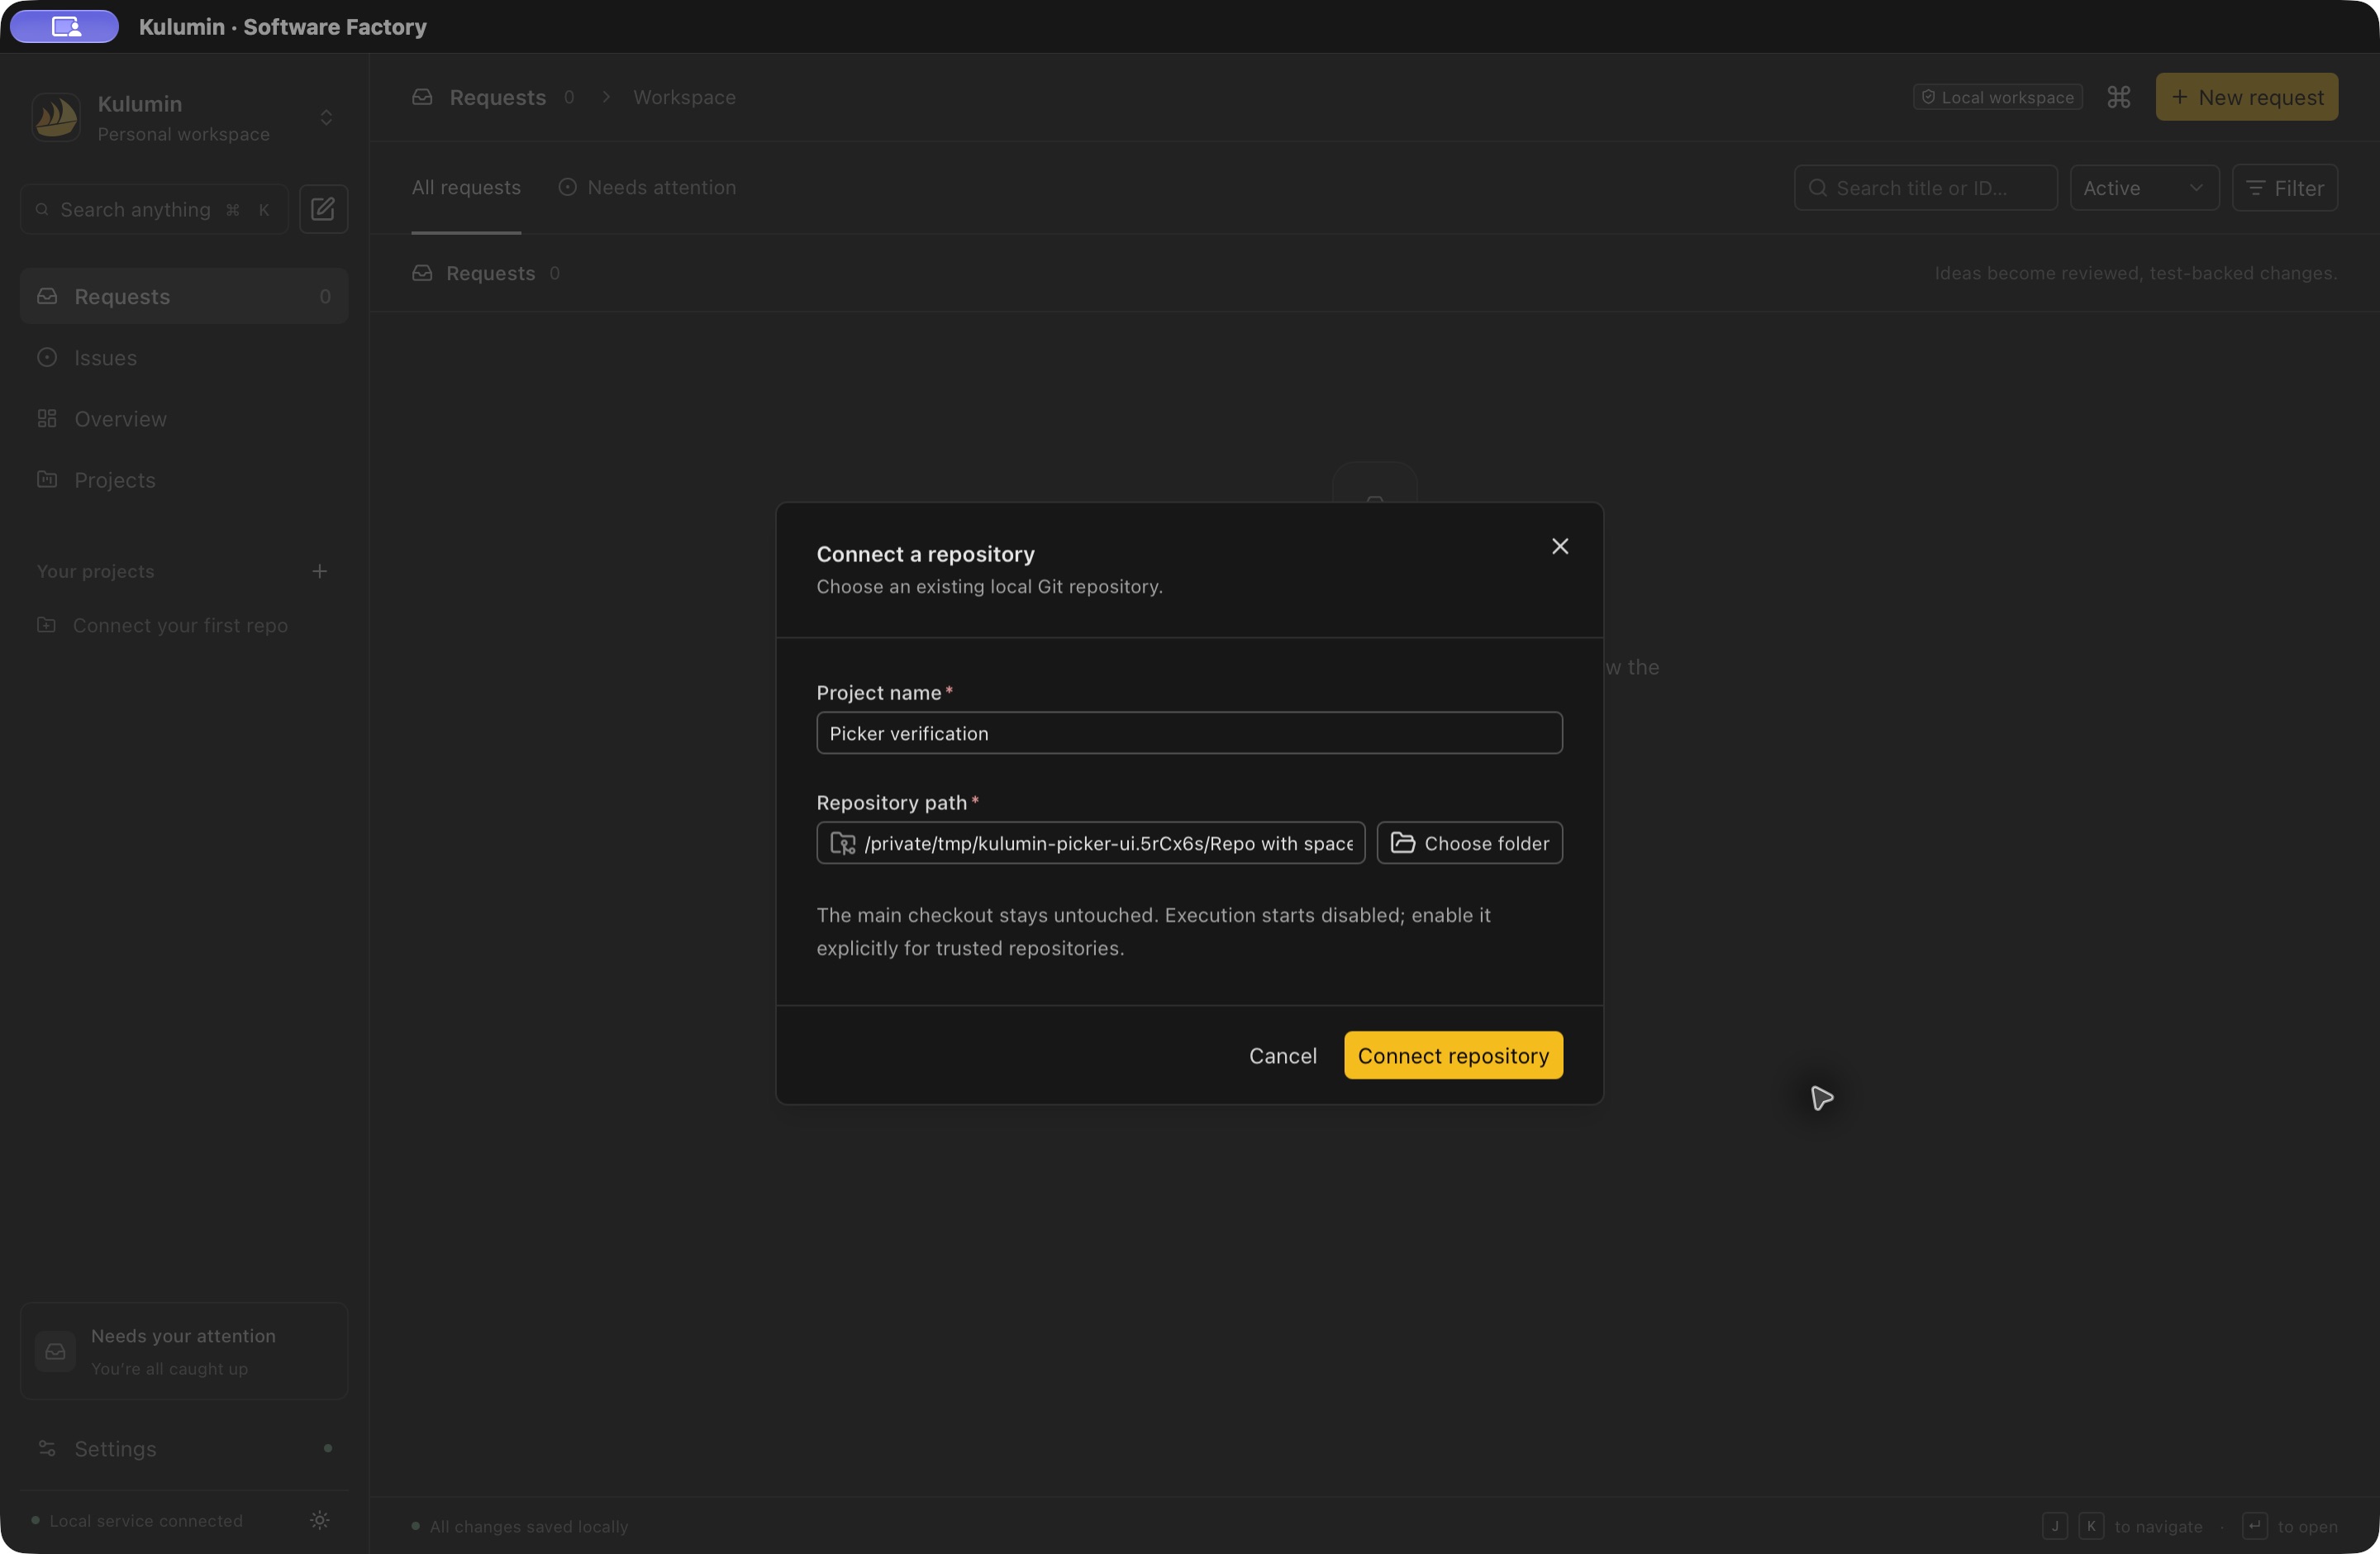 Kulumin · Software Factory
Kulumin
Personal workspace
Search anything ⌘ K
Requests 0
Issues
Overview
Projects
Your projects
Connect your first repo
Needs your attention
You're all caught up
Settings
Local service connected
Requests 0 > Workspace
Local workspace
⌘
+ New request
All requests
Needs attention
Search title or ID...
Active
Filter
Requests 0
Ideas become reviewed, test-backed changes.
w the
Connect a repository
Choose an existing local Git repository.
Project name*
Picker verification
Repository path*
/private/tmp/kulumin-picker-ui.5rCx6s/Repo with space
Choose folder
The main checkout stays untouched. Execution starts disabled; enable it
explicitly for trusted repositories.
Cancel
Connect repository
All changes saved locally
J K to navigate · ↵ to open